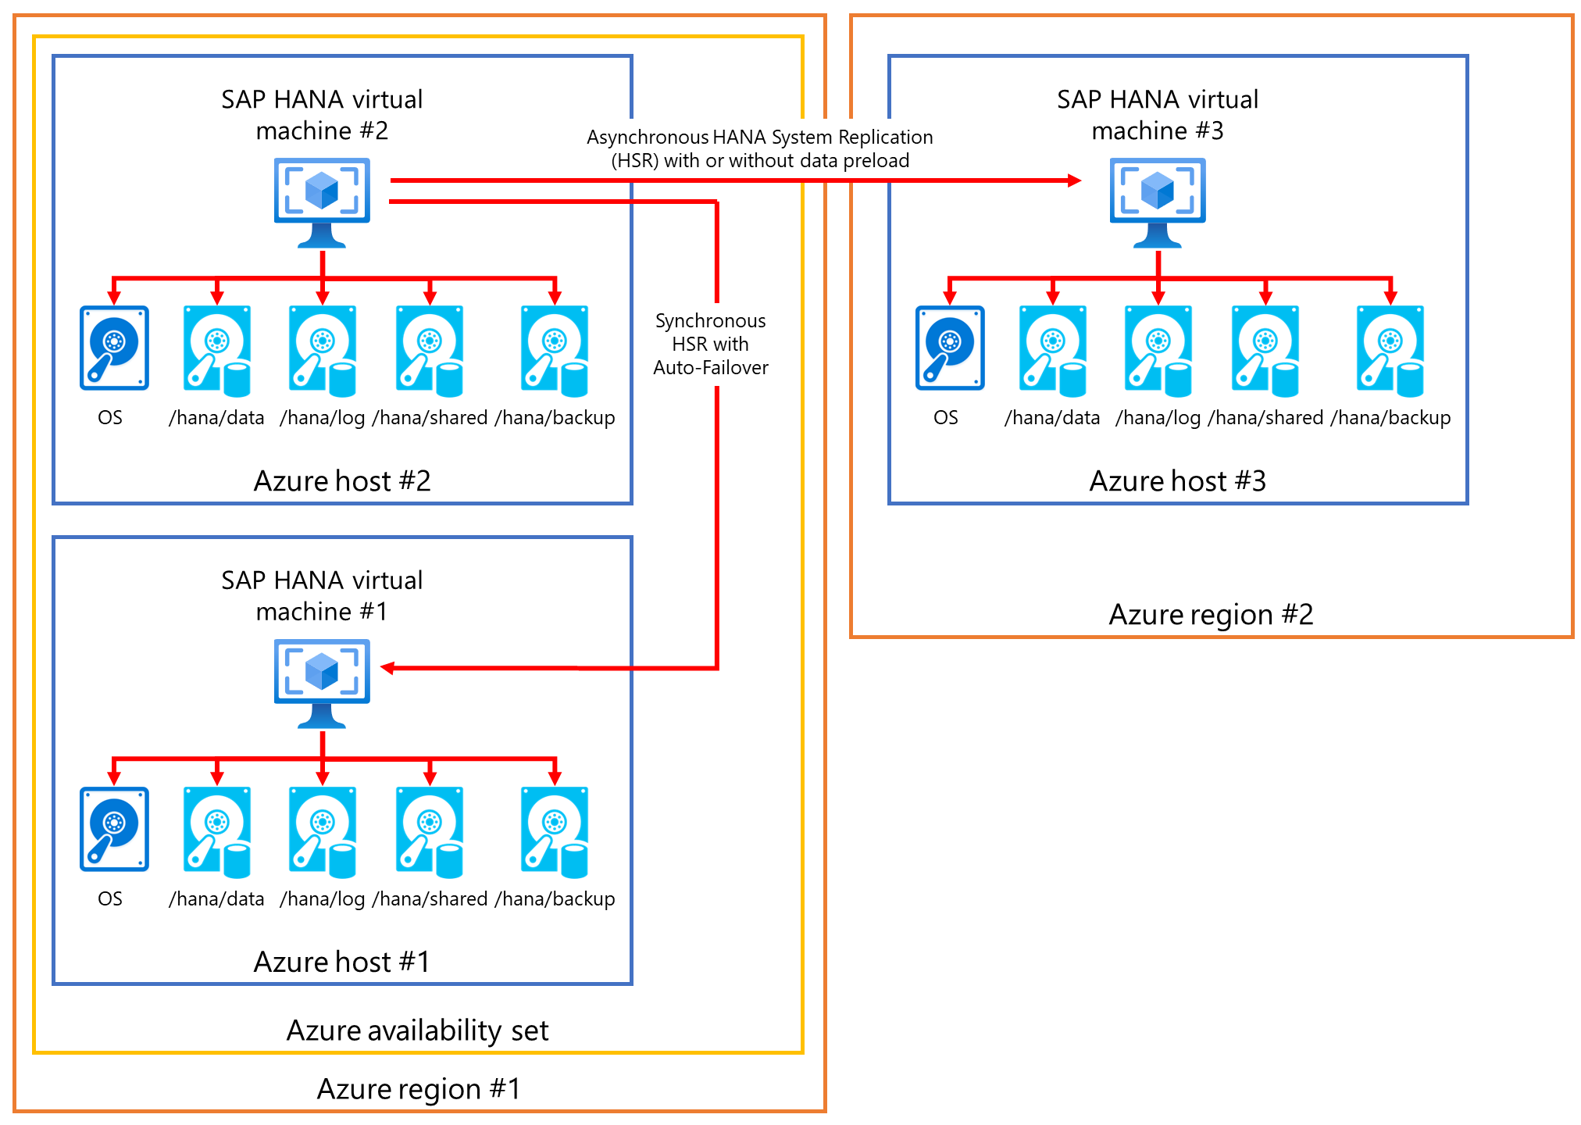 SAP HANA virtual
machine #2
Asynchronous HANA System Replication
(HSR) with or without data preload
SAP HANA virtual
machine #3
Synchronous
HSR with
Auto-Failover
OS
/hana/data
/hana/log
/hana/shared
/hana/backup
Azure host #2
OS
/hana/data
/hana/log
/hana/shared
/hana/backup
Azure host #3
Azure region #2
SAP HANA virtual
machine #1
OS
/hana/data
/hana/log
/hana/shared
/hana/backup
Azure host #1
Azure availability set
Azure region #1